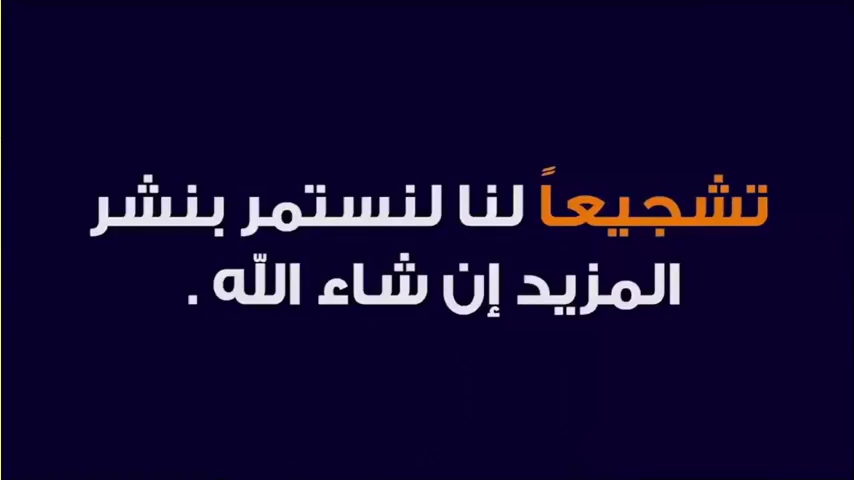 تشجيعاً لنا لنستمر بنشر
المزيد إن شاء الله .